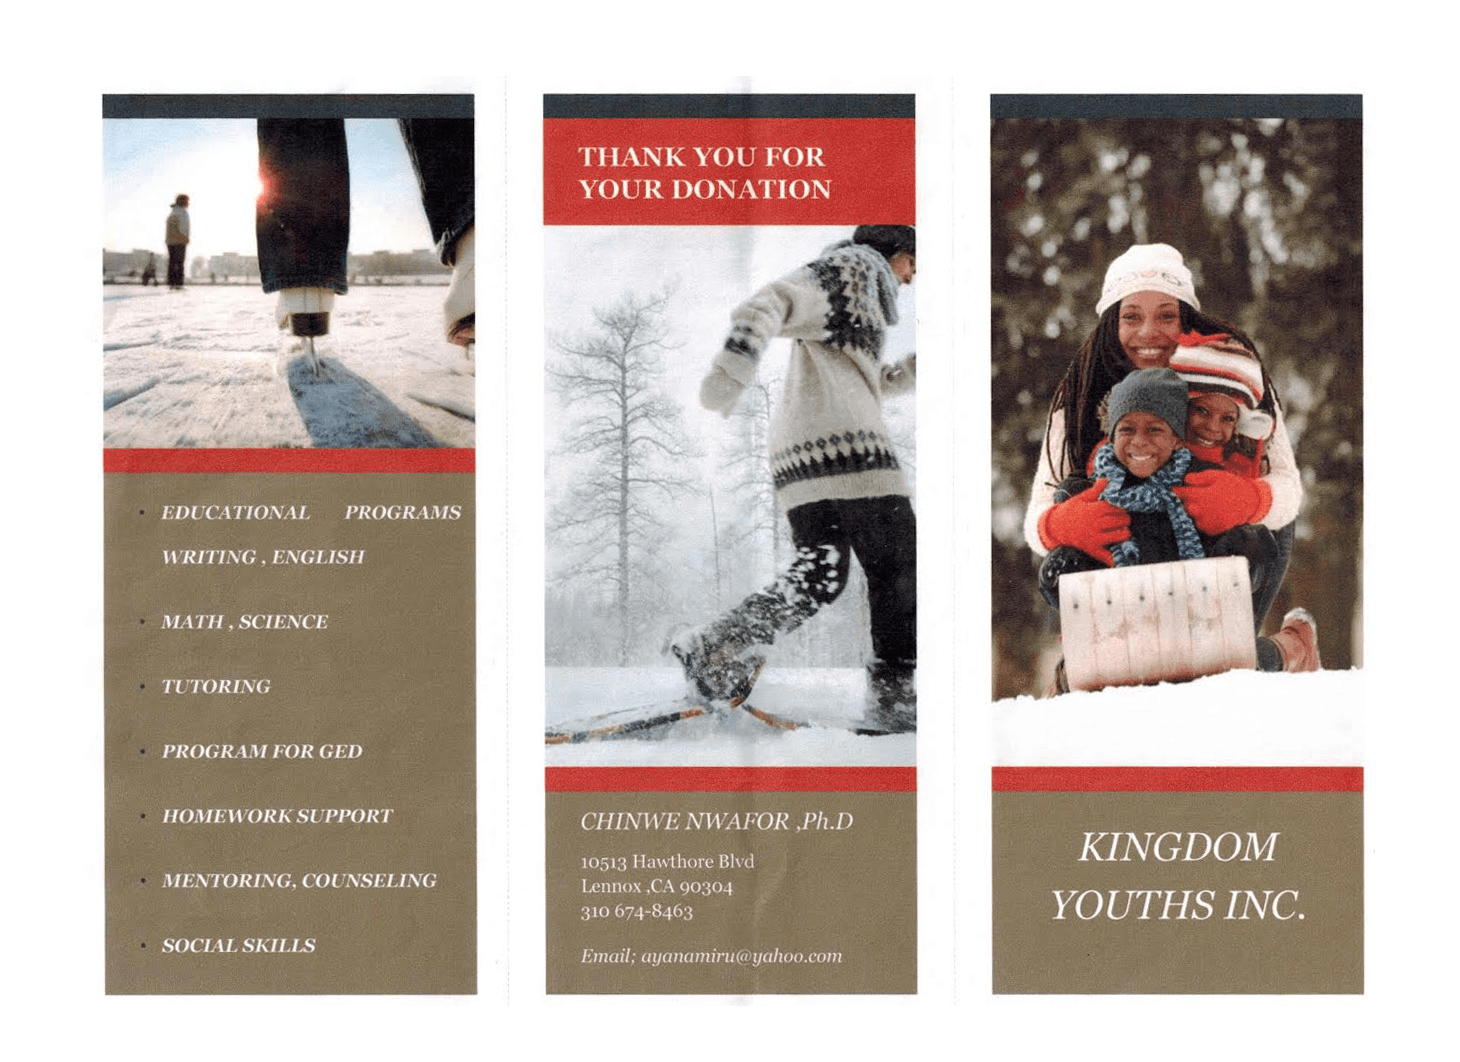 • EDUCATIONAL PROGRAMS
WRITING , ENGLISH
• MATH , SCIENCE
• TUTORING
• PROGRAM FOR GED
• HOMEWORK SUPPORT
• MENTORING, COUNSELING
• SOCIAL SKILLS
THANK YOU FOR
YOUR DONATION
CHINWE NWAFOR ,Ph.D
10513 Hawthore Blvd
Lennox ,CA 90304
310 674-8463
Email; ayanamiru@yahoo.com
KINGDOM
YOUTHS INC.